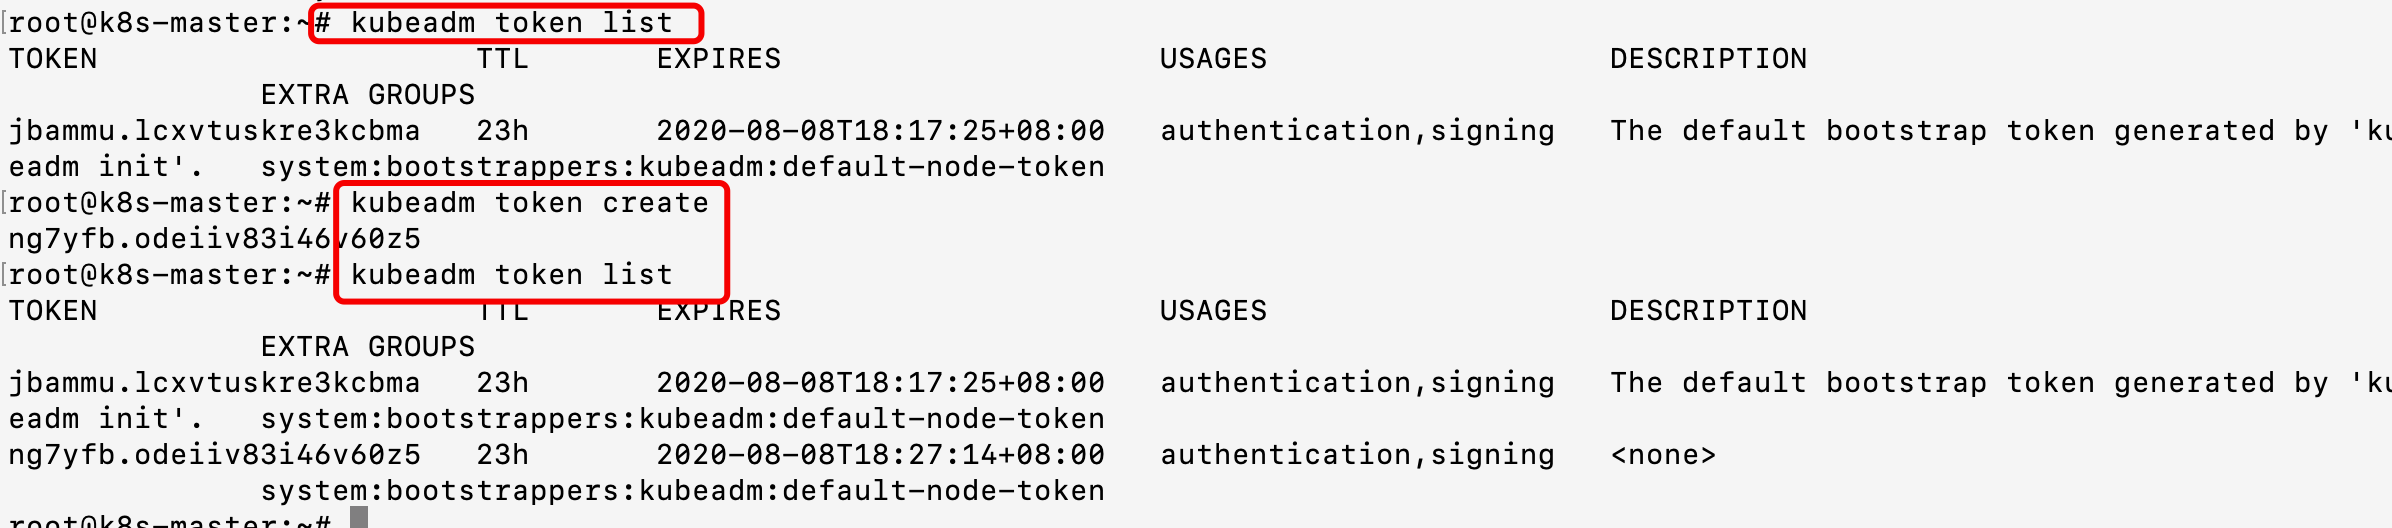 [root@k8s-master:~# kubeadm token list
TOKEN                     TTL       EXPIRES                     USAGES                   DESCRIPTION
              EXTRA GROUPS
jbammu.lcxvtuskre3kcbma   23h       2020-08-08T18:17:25+08:00   authentication,signing   The default bootstrap token generated by 'ku
eadm init'.   system:bootstrappers:kubeadm:default-node-token
[root@k8s-master:~# kubeadm token create
ng7yfb.odeiiv83i46v60z5
[root@k8s-master:~# kubeadm token list
TOKEN                     TTL       EXPIRES                     USAGES                   DESCRIPTION
              EXTRA GROUPS
jbammu.lcxvtuskre3kcbma   23h       2020-08-08T18:17:25+08:00   authentication,signing   The default bootstrap token generated by 'ku
eadm init'.   system:bootstrappers:kubeadm:default-node-token
ng7yfb.odeiiv83i46v60z5   23h       2020-08-08T18:27:14+08:00   authentication,signing   <none>
              system:bootstrappers:kubeadm:default-node-token
root@k8s-master:~#